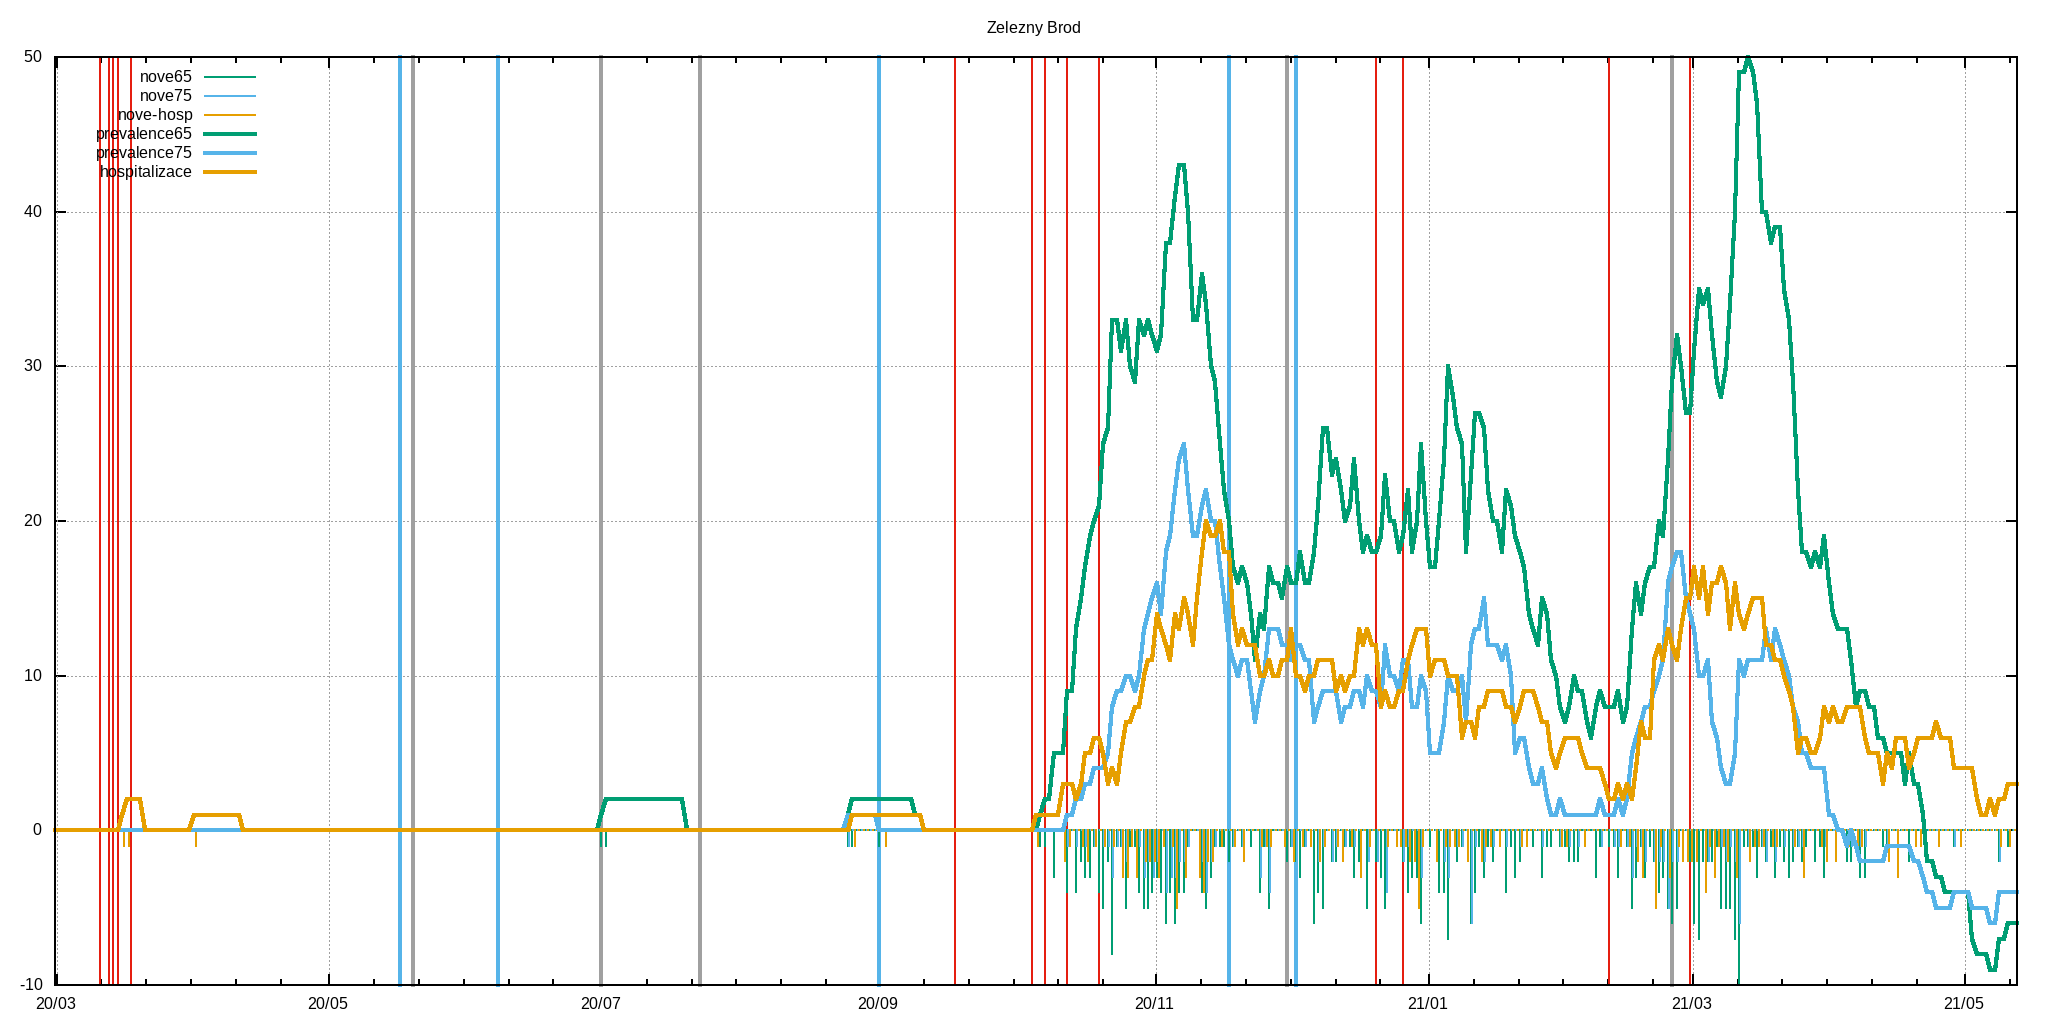 Zelezny Brod
50
nove65
nove75
nove-hosp
prevalence65
prevalence75
hospitalizace
40
30
20
10
0
-10
20/03 20/05 20/07 20/09 20/11 21/01 21/03 21/05